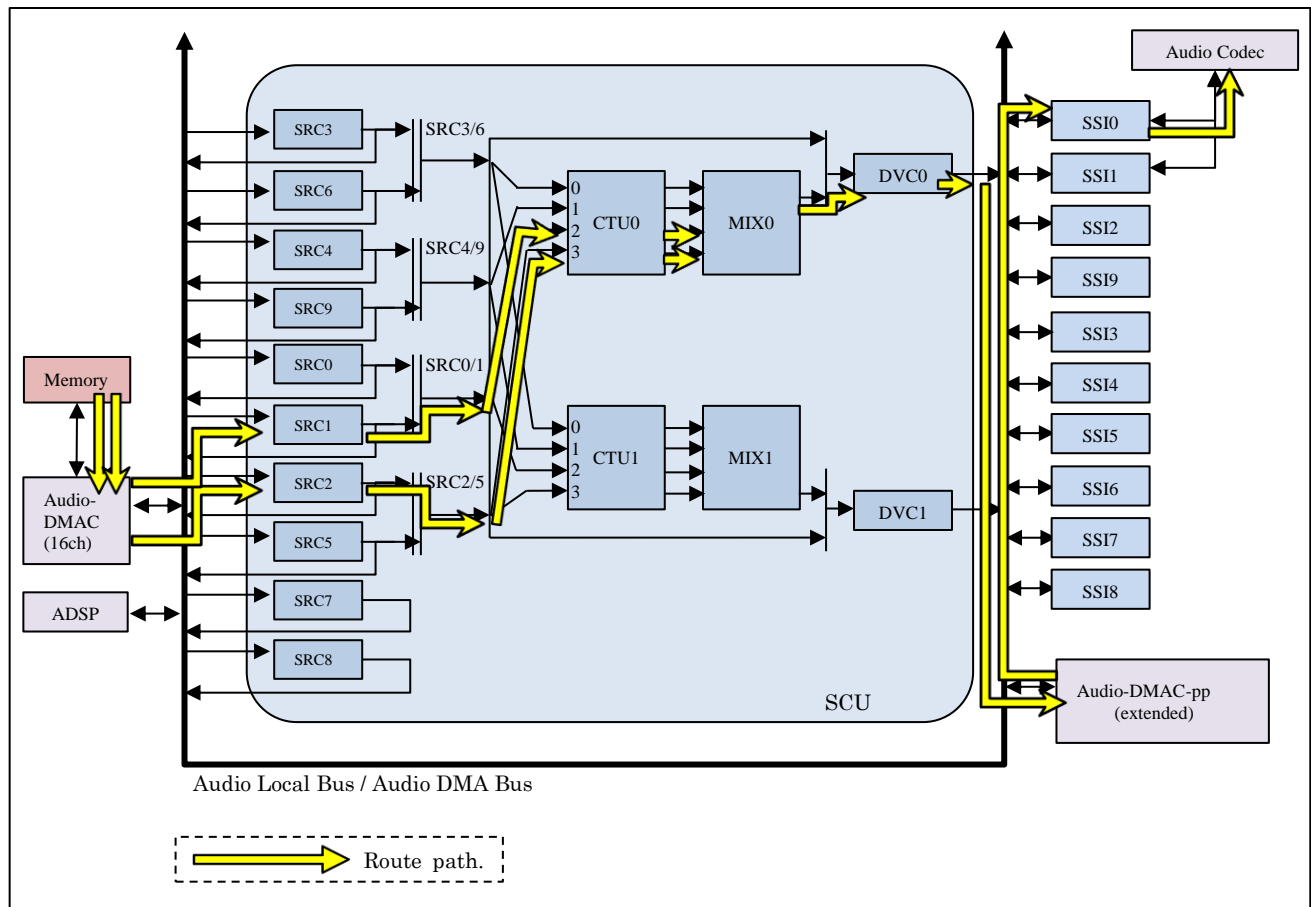 Audio Codec
SRC3
SRC3/6
SSI0
SRC6
DVC0
SSI1
0
1
2
3
CTU0
MIX0
SSI2
SRC4
SRC4/9
SSI9
SRC9
SSI3
Memory
SRC0
SRC0/1
SSI4
SRC1
0
1
2
3
CTU1
MIX1
SSI5
SRC2
SRC2/5
SSI6
Audio-
DMAC
(16ch)
DVC1
SRC5
SSI7
SSI8
ADSP
SRC7
SRC8
SCU
Audio-DMAC-pp
(extended)
Audio Local Bus / Audio DMA Bus
Route path.